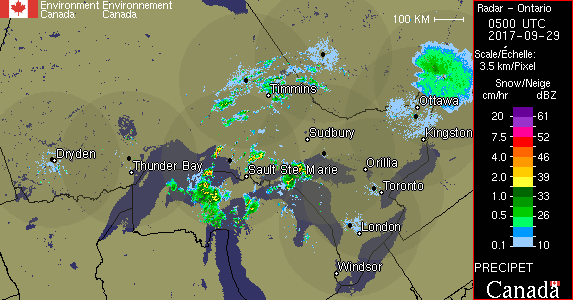 Environment Environnement
Canada Canada
100 KM
Timmins
Ottawa
Sudbury
Kingston
Dryden
Thunder Bay
Sault Ste. Marie
Orillia
Toronto
London
Windsor
Radar - Ontario
0500 UTC
2017-09-29
Scale/Échelle:
3.5 km/Pixel
Snow/Neige
cm/hr dBZ
20 61
7.5 52
4.0 46
2.0 39
1.0 33
0.5 26
0.1 10
PRECIPET
Canada